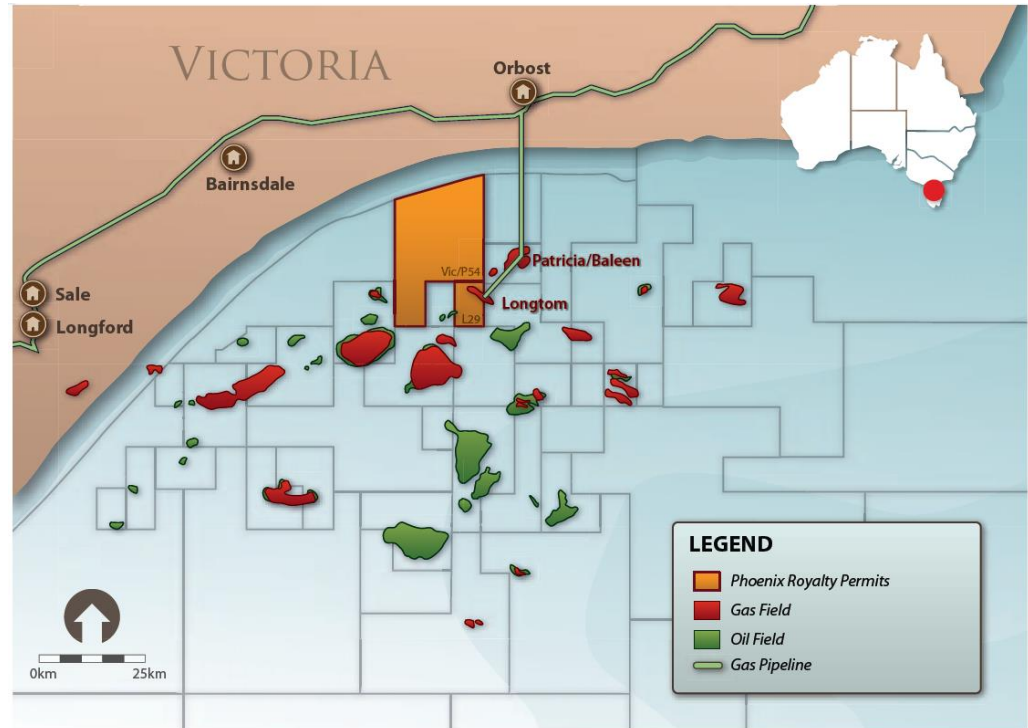 VICTORIA
Orbost
Bairnsdale
Patricia/Baleen
Vic/P54
Sale
Longtom
L29
Longford
LEGEND
Phoenix Royalty Permits
Gas Field
Oil Field
Gas Pipeline
0km 25km